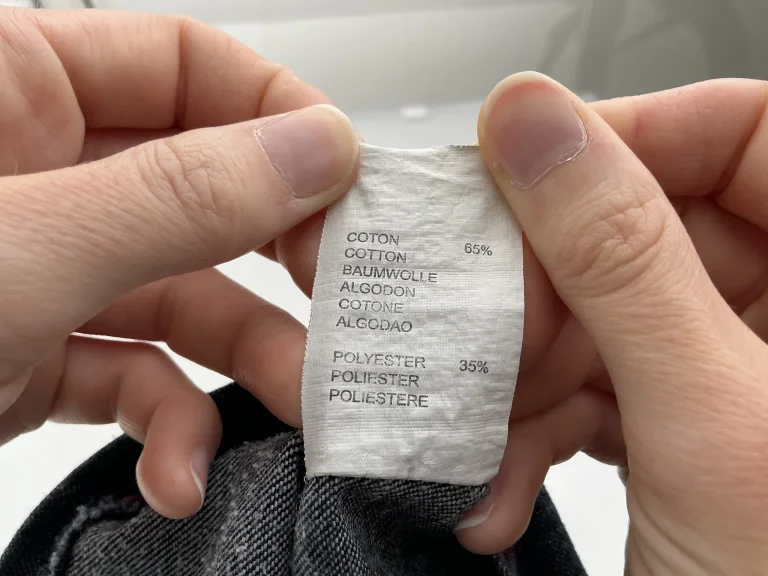 COTON 65%
COTTON
BAUMWOLLE
ALGODON
COTONE
ALGODAO
POLYESTER 35%
POLIESTER
POLIESTERE